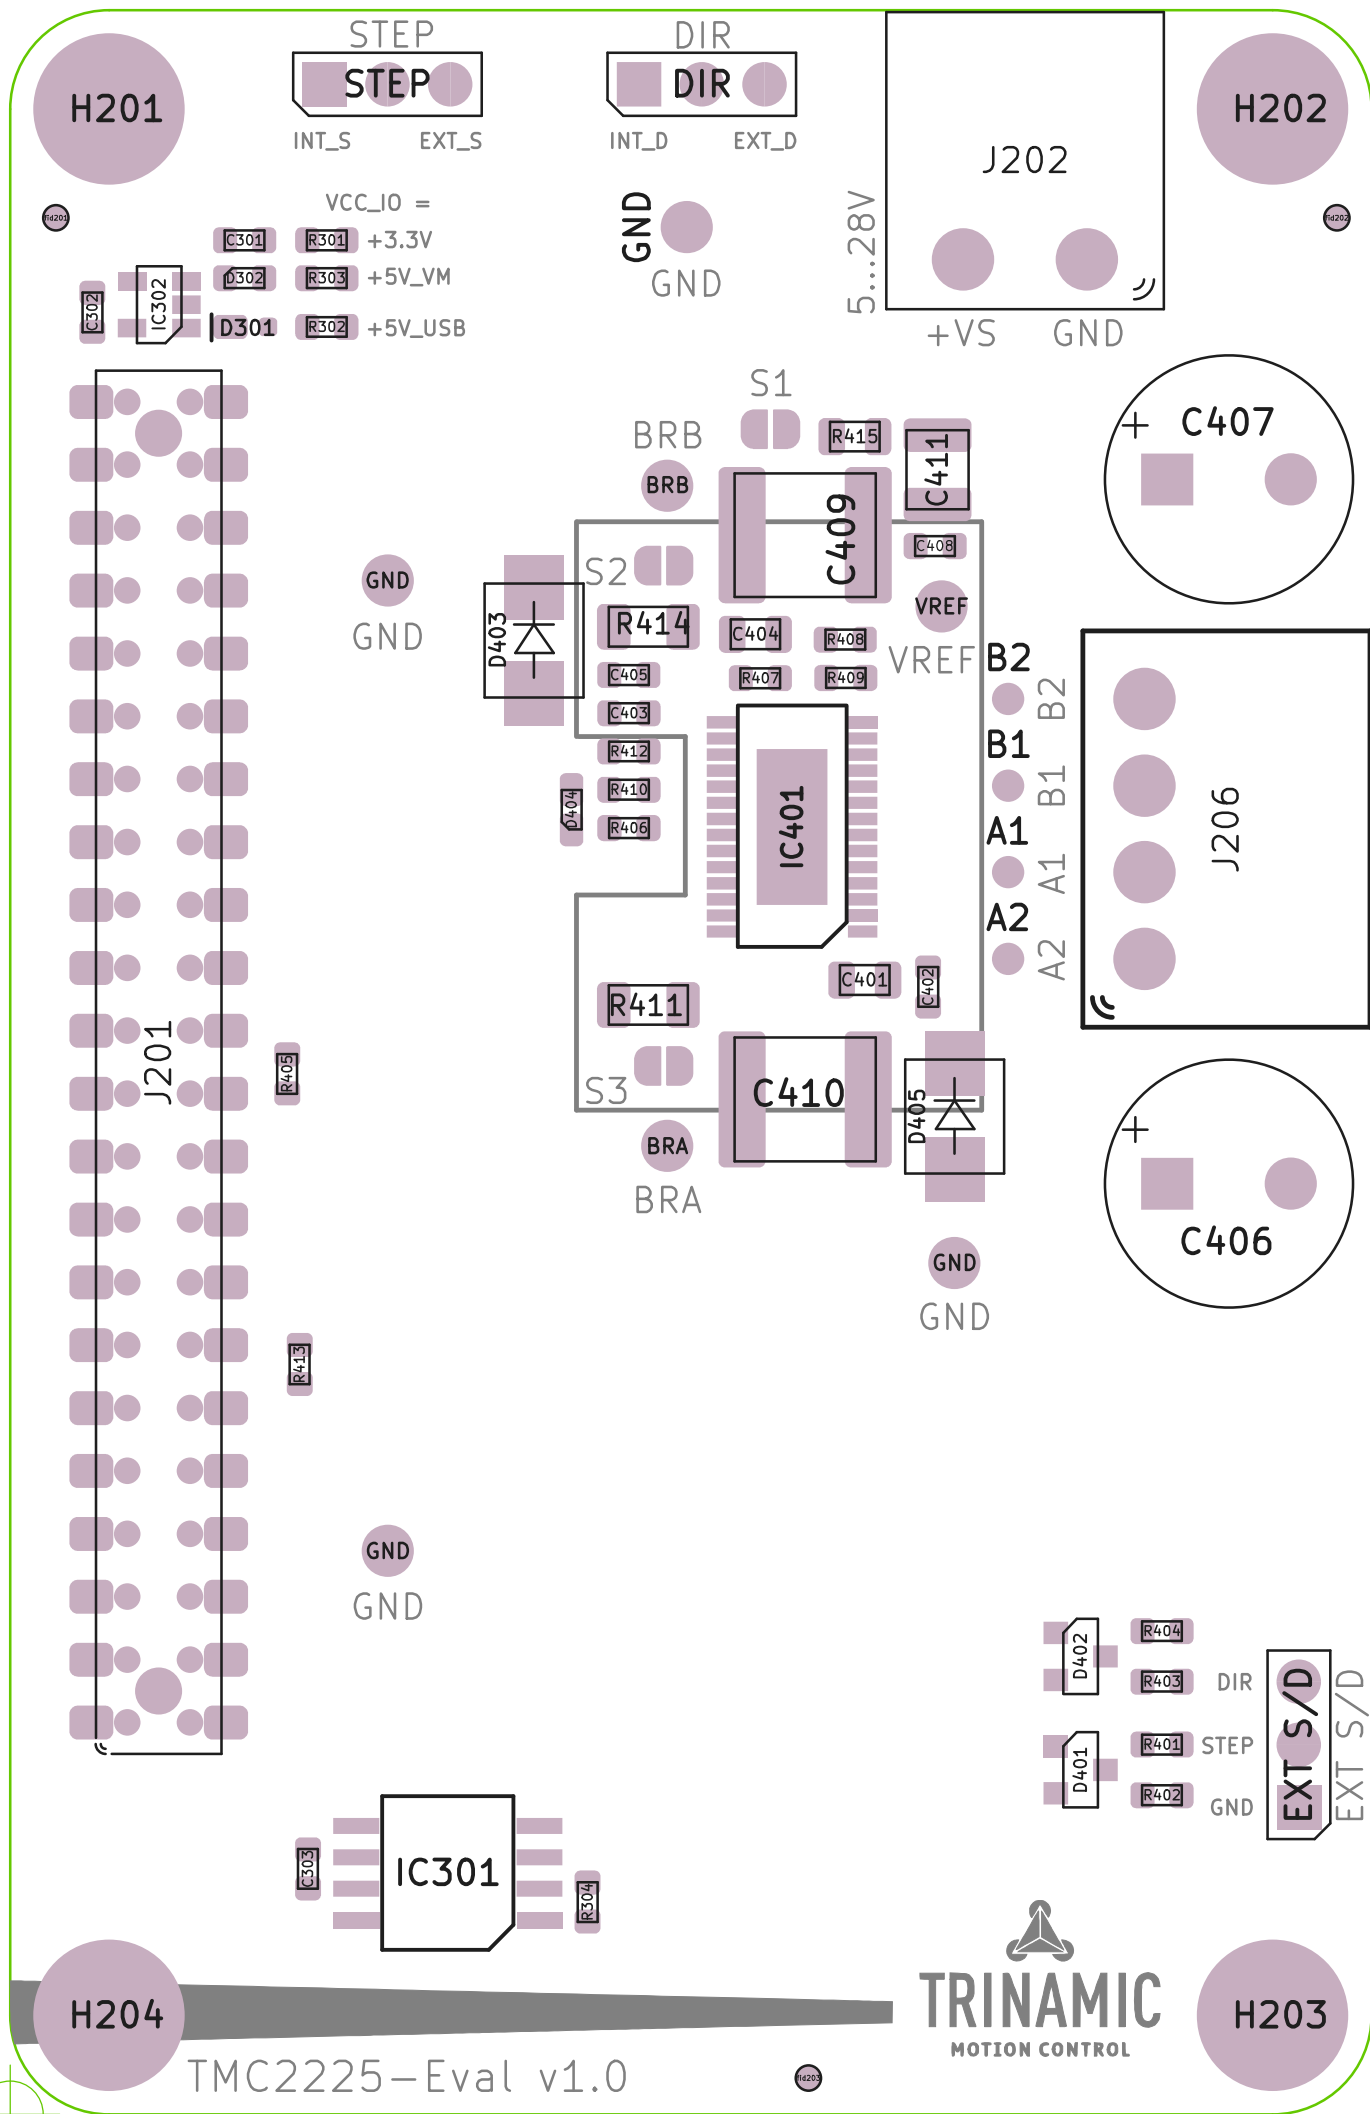 STEP
DIR
H201
STEP
DIR
J202
H202
INT_S
EXT_S
INT_D
EXT_D
fid201
VCC_IO =
GND
GND
5...28V
fid202
C301
R301
+3.3V
D302
R303
+5V_VM
C302
IC302
D301
R302
+5V_USB
+VS
GND
S1
BRB
BRB
R415
C411
C407
+
C409
C408
S2
GND
GND
D403
R414
C404
R408
VREF
VREF
C405
R407
R409
B2
B2
C403
R412
B1
B1
D404
R410
R406
IC401
A1
A1
J206
A2
A2
C401
C402
R411
J201
R405
S3
C410
D405
+
BRA
BRA
C406
GND
GND
R413
GND
GND
D402
R404
R403
DIR
D401
R401
STEP
R402
GND
EXT S/D
EXT S/D
C303
IC301
R304
TRINAMIC
MOTION CONTROL
H204
H203
TMC2225-Eval v1.0
fid203